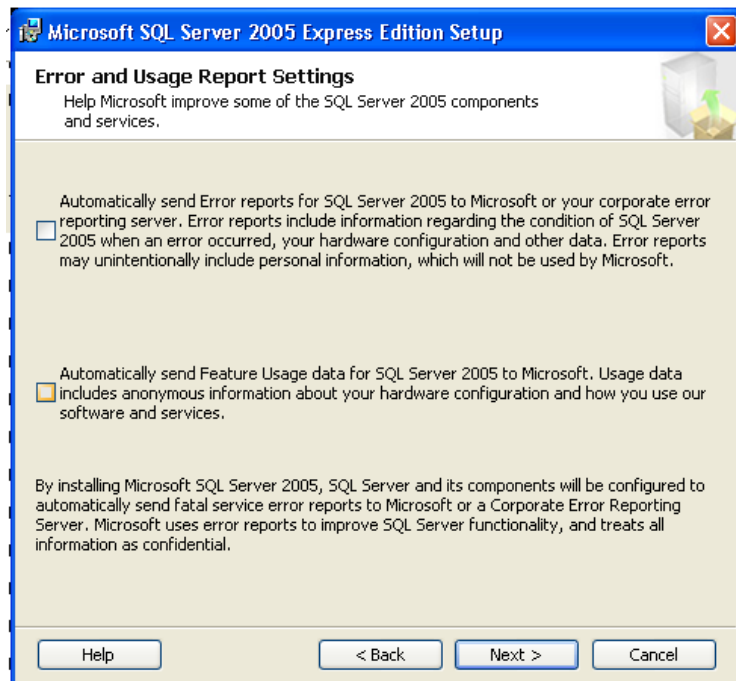 Microsoft SQL Server 2005 Express Edition Setup
Error and Usage Report Settings
Help Microsoft improve some of the SQL Server 2005 components
and services.
Automatically send Error reports for SQL Server 2005 to Microsoft or your corporate error
reporting server. Error reports include information regarding the condition of SQL Server
2005 when an error occurred, your hardware configuration and other data. Error reports
may unintentionally include personal information, which will not be used by Microsoft.
Automatically send Feature Usage data for SQL Server 2005 to Microsoft. Usage data
includes anonymous information about your hardware configuration and how you use our
software and services.
By installing Microsoft SQL Server 2005, SQL Server and its components will be configured to
automatically send fatal service error reports to Microsoft or a Corporate Error Reporting
Server. Microsoft uses error reports to improve SQL Server functionality, and treats all
information as confidential.
Help
< Back
Next >
Cancel